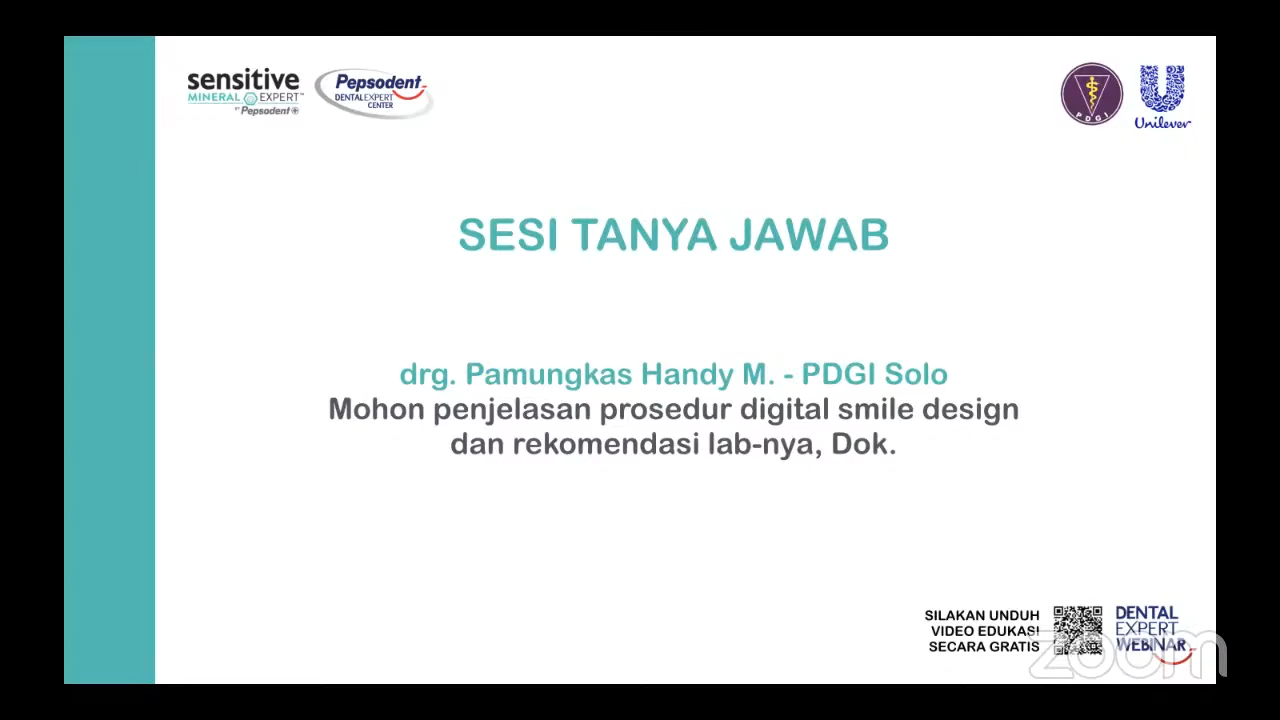 sensitive
MINERAL EXPERT™
BY Pepsodent
Pepsodent
DENTAL EXPERT
CENTER
PDGI
Unilever
SESI TANYA JAWAB
drg. Pamungkas Handy M. - PDGI Solo
Mohon penjelasan prosedur digital smile design
dan rekomendasi lab-nya, Dok.
SILAKAN UNDUH
VIDEO EDUKASI
SECARA GRATIS
DENTAL
EXPERT
WEBINAR
zoom